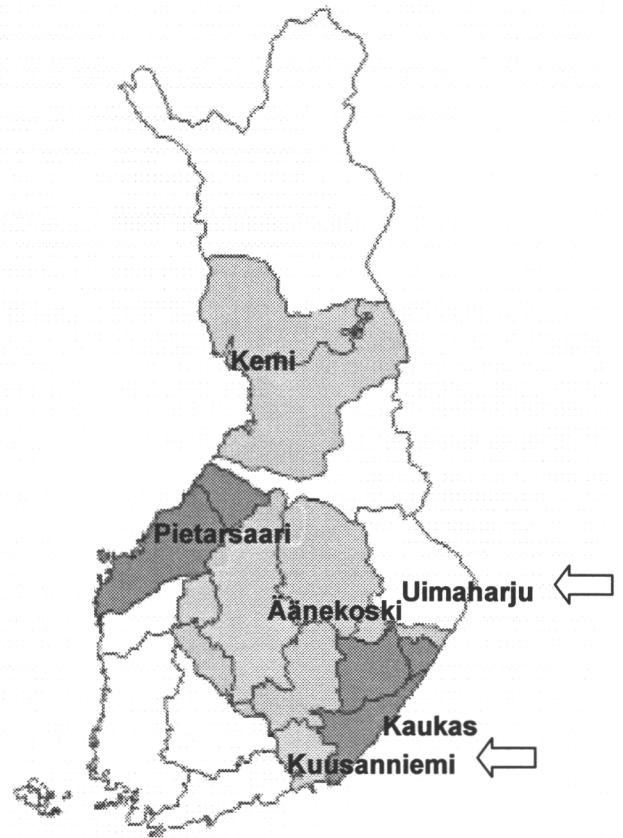 Kemi
Pietarsaari
Uimaharju
Äänekoski
Kaukas
Kuusanniemi